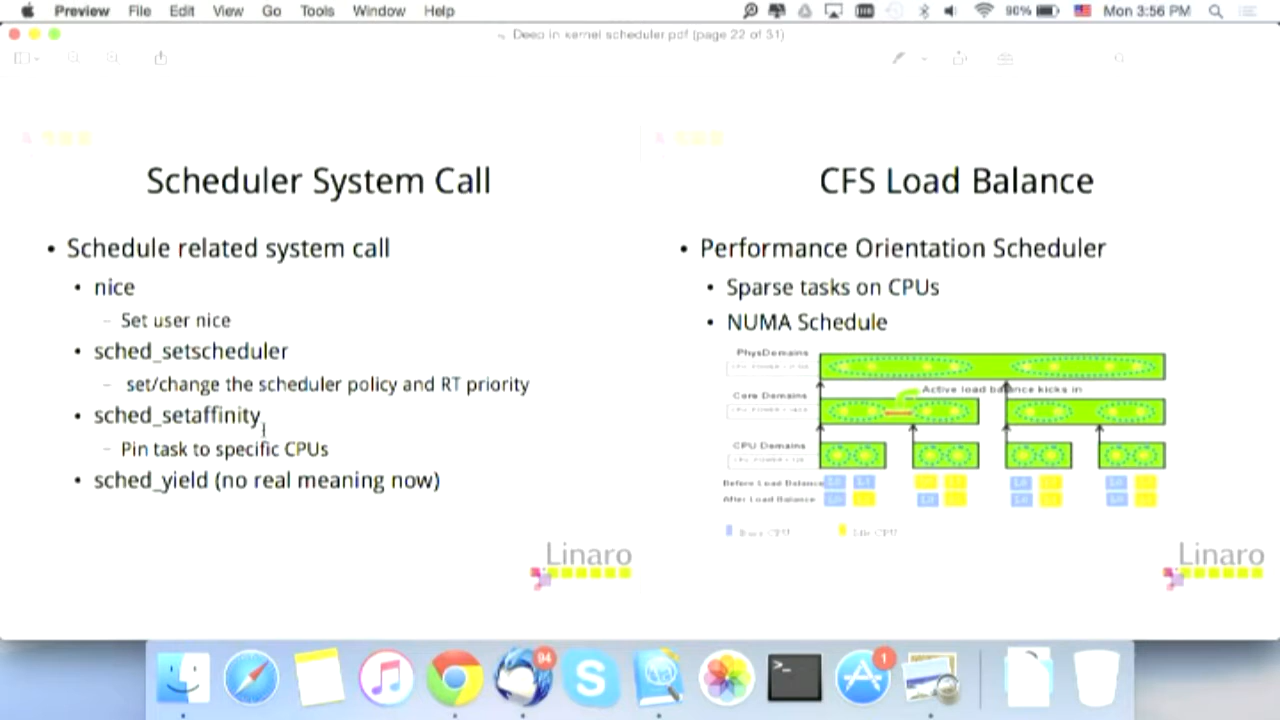 Preview File Edit View Go Tools Window Help
90% Mon 3:56 PM
Deep in kernel scheduler.pdf (page 22 of 31)
Scheduler System Call
• Schedule related system call
• nice
– Set user nice
• sched_setscheduler
– set/change the scheduler policy and RT priority
• sched_setaffinity
– Pin task to specific CPUs
• sched_yield (no real meaning now)
Linaro
CFS Load Balance
• Performance Orientation Scheduler
• Sparse tasks on CPUs
• NUMA Schedule
PhysDomains
Active load balance kicks in
Core Domains
CPU Domains
Before Load Balance
After Load Balance
Linaro
94
1